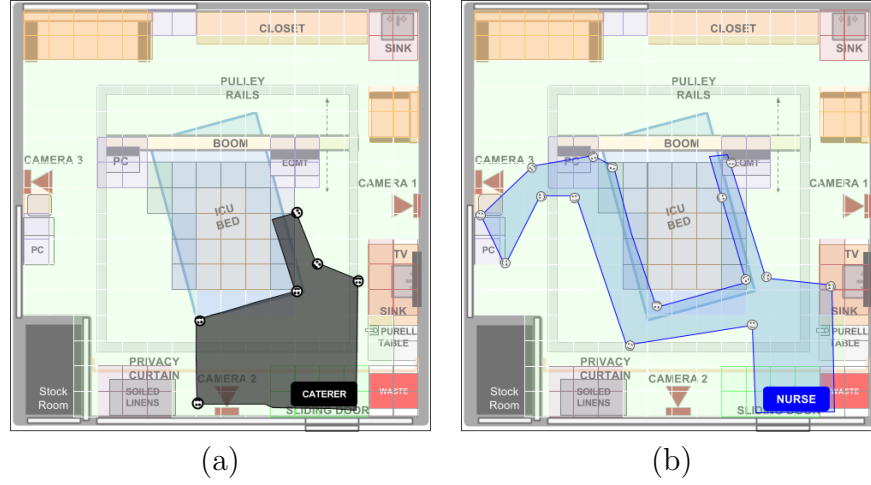 CLOSET
SINK
PULLEY
RAILS
BOOM
PC
EQMT
CAMERA 3
CAMERA 1
ICU
BED
PC
TV
SINK
PURELL
TABLE
PRIVACY
CURTAIN
CAMERA 2
Stock
Room
SOILED
LINENS
CATERER
WASTE
SLIDING DOOR
(a)
CLOSET
SINK
PULLEY
RAILS
BOOM
PC
EQMT
CAMERA 3
CAMERA 1
ICU
BED
PC
TV
SINK
PURELL
TABLE
PRIVACY
CURTAIN
CAMERA 2
Stock
Room
SOILED
LINENS
NURSE
WASTE
SLIDING DOOR
(b)